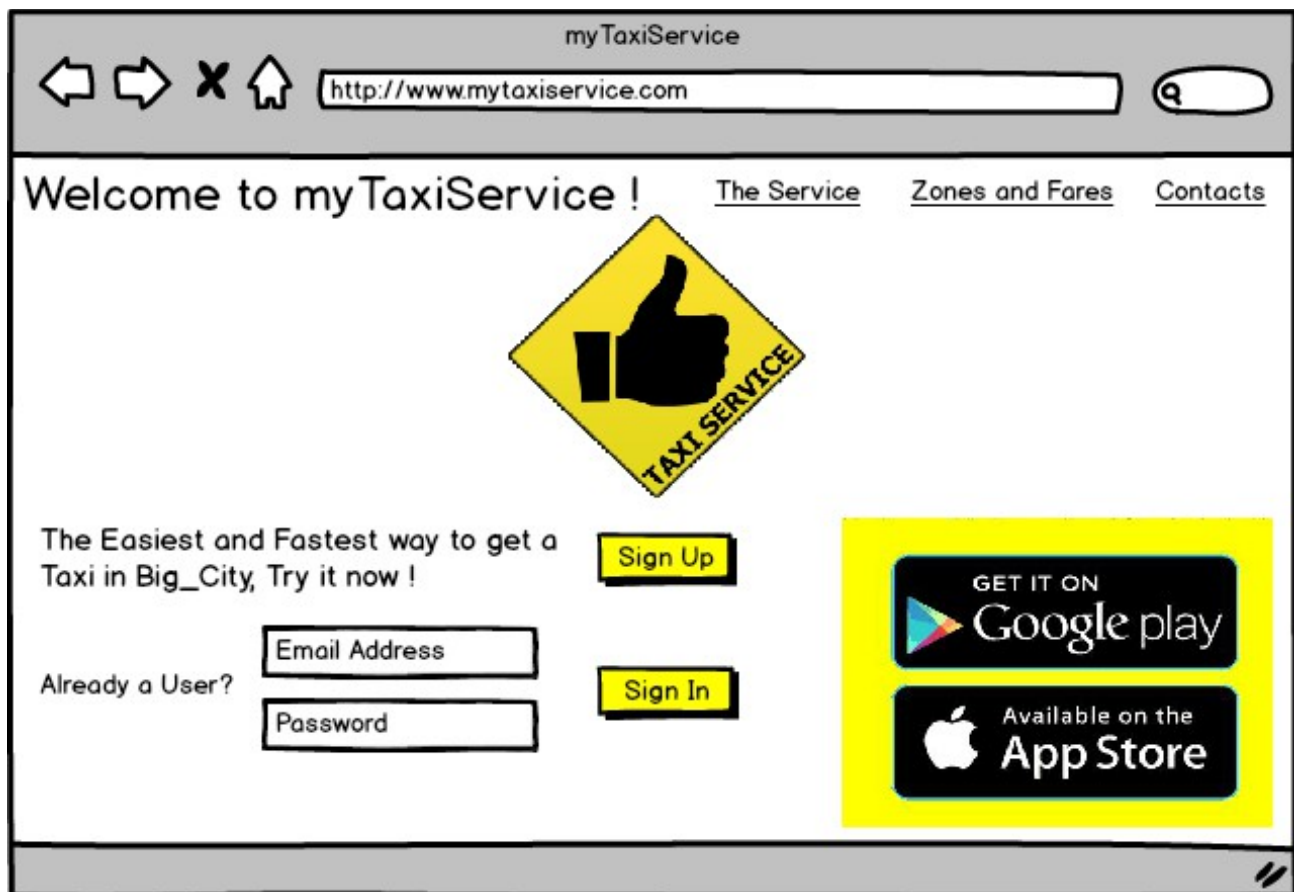 myTaxiService
http://www.mytaxiservice.com
Welcome to myTaxiService !
The Service
Zones and Fares
Contacts
TAXI SERVICE
The Easiest and Fastest way to get a
Taxi in Big_City, Try it now !
Sign Up
Already a User?
Email Address
Password
Sign In
GET IT ON
Google play
Available on the
App Store